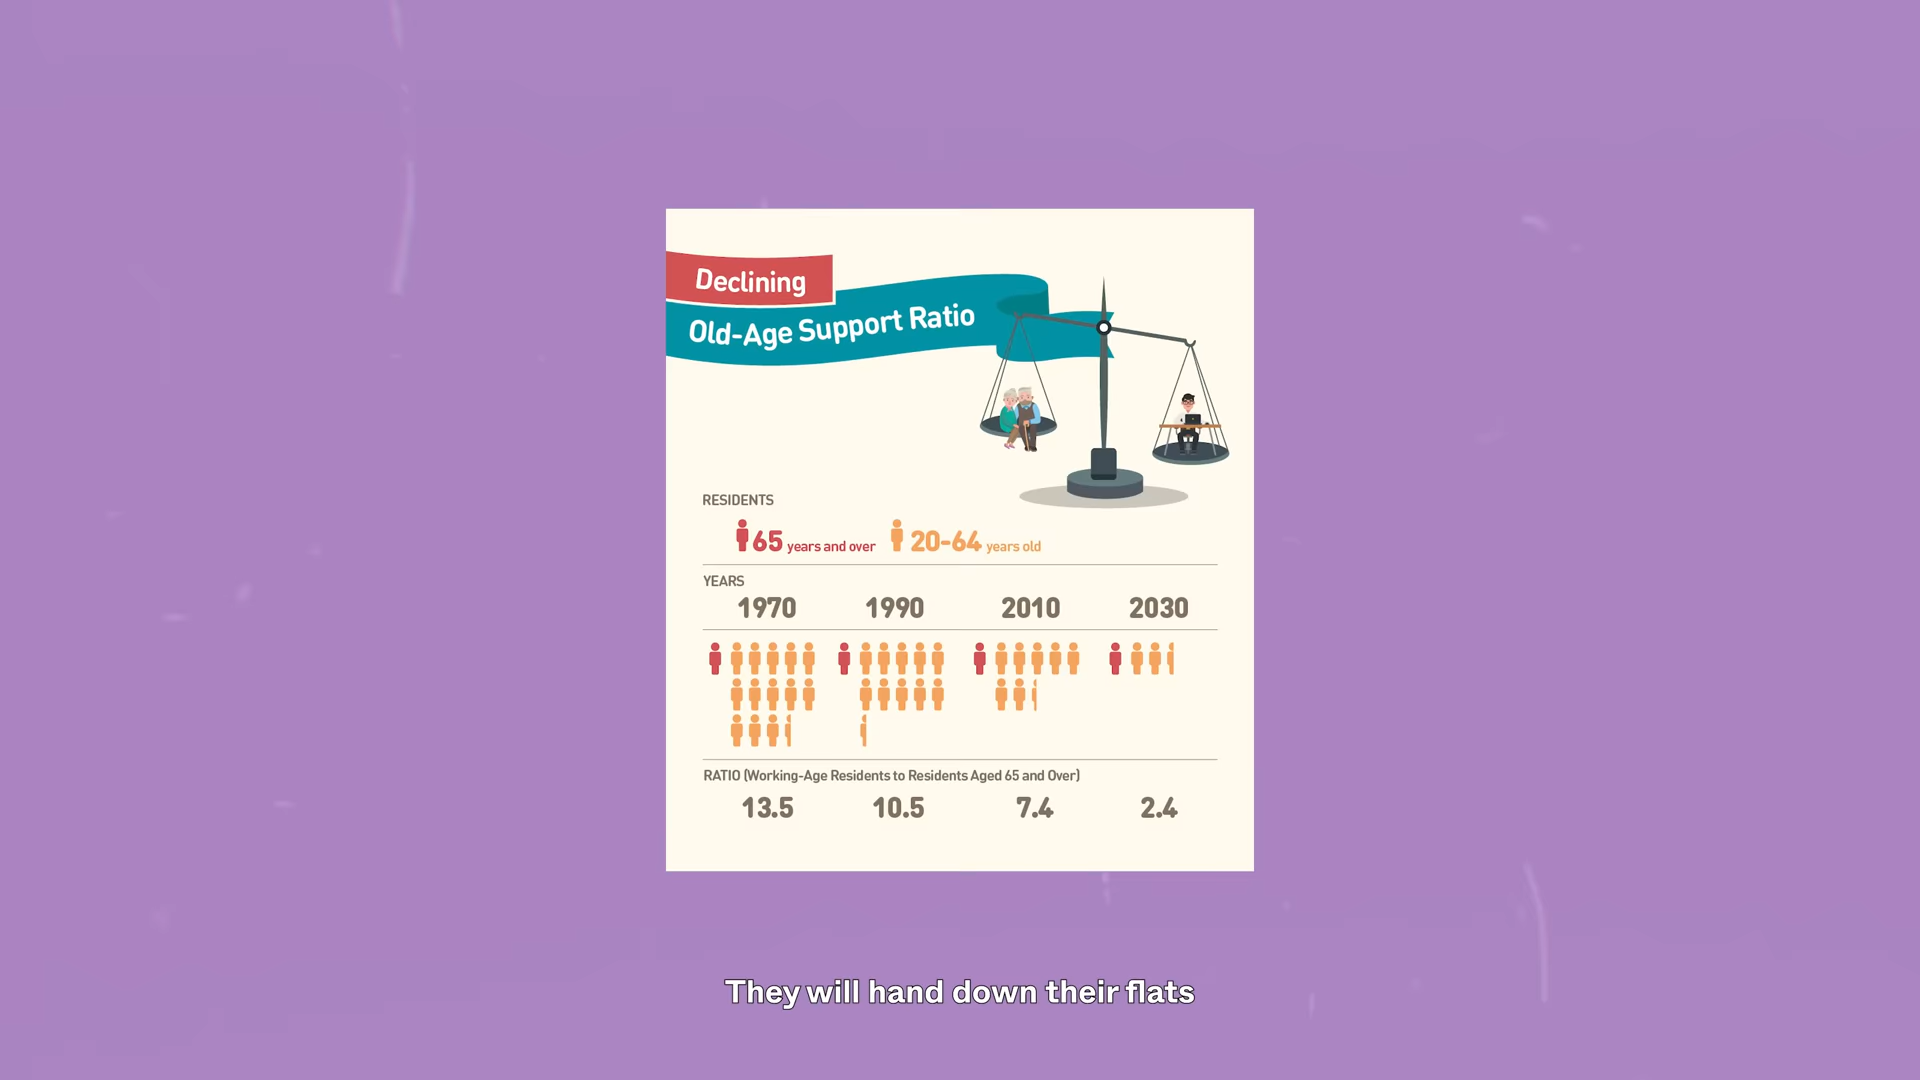 Declining
Old-Age Support Ratio
RESIDENTS
65 years and over 20-64 years old
YEARS
1970 1990 2010 2030
RATIO (Working-Age Residents to Residents Aged 65 and Over)
13.5 10.5 7.4 2.4
They will hand down their flats